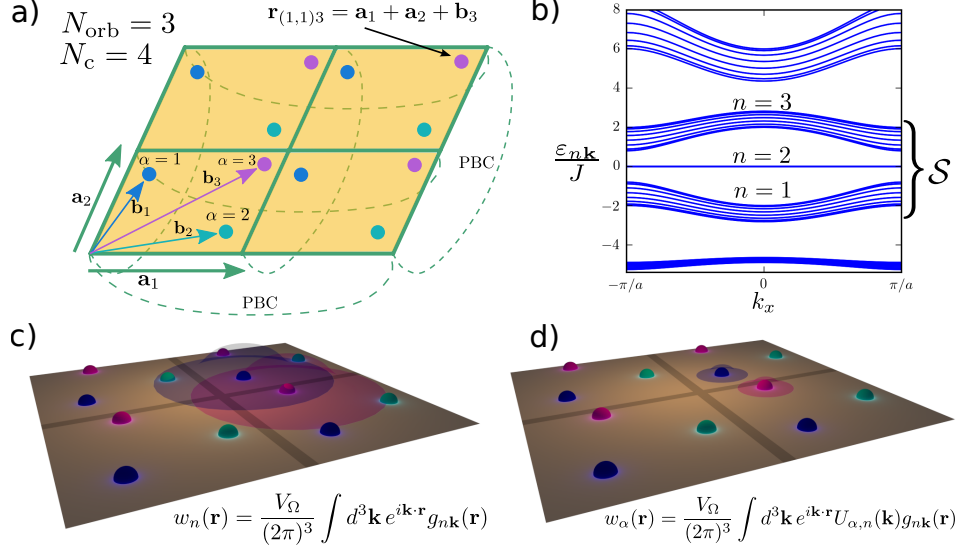 a)
N_orb = 3
N_c = 4
r_(1,1)3 = a_1 + a_2 + b_3
α = 1
α = 3
b_3
b_1
α = 2
b_2
a_2
a_1
PBC
PBC
b)
8
6
4
2
0
−2
−4
ε_nk / J
n = 3
n = 2
n = 1
S
−π/a
0
π/a
k_x
c)
w_n(r) = V_Ω/(2π)^3 ∫ d^3k e^{ik·r} g_nk(r)
d)
w_α(r) = V_Ω/(2π)^3 ∫ d^3k e^{ik·r} U_α,n(k) g_nk(r)